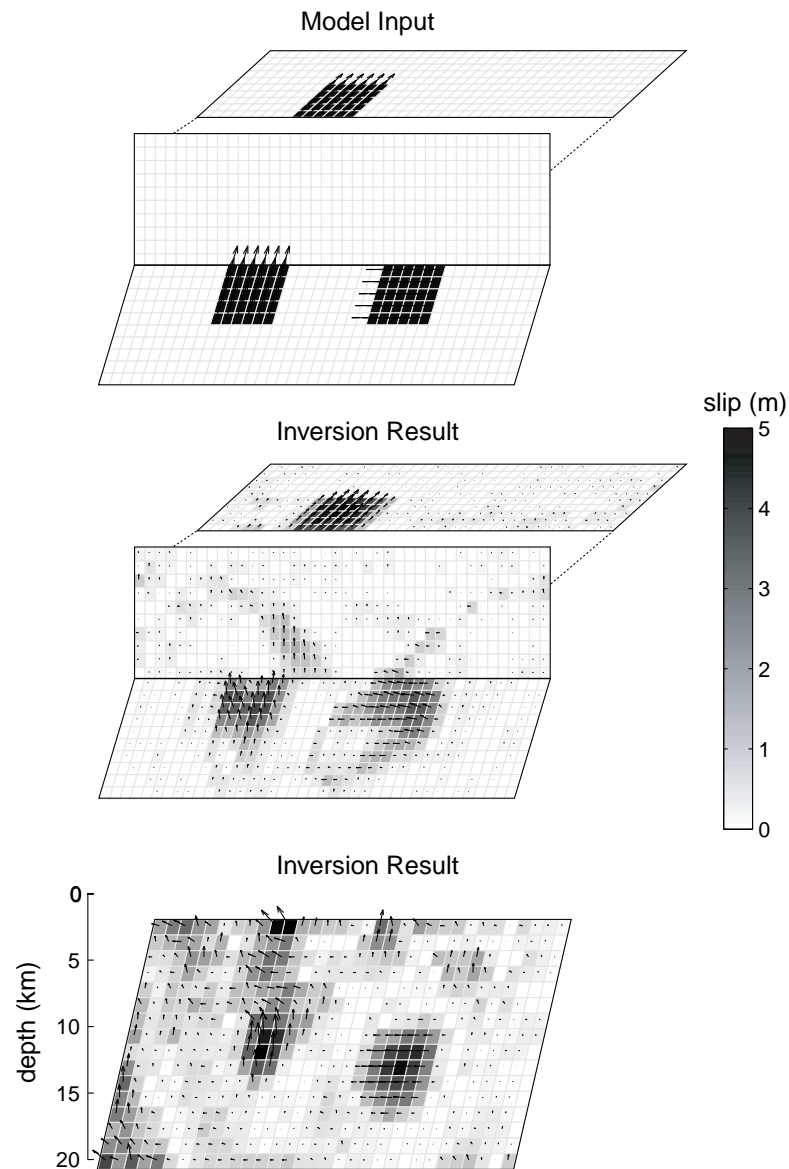 Model Input
Inversion Result
slip (m)
5
4
3
2
1
0
Inversion Result
0
5
10
15
20
depth (km)